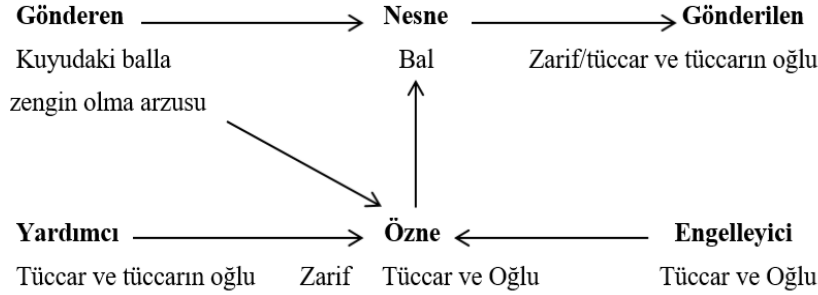 Gönderen Nesne Gönderilen
Kuyudaki balla Bal Zarif/tüccar ve tüccarın oğlu
zengin olma arzusu
Yardımcı Özne Engelleyici
Tüccar ve tüccarın oğlu Zarif Tüccar ve Oğlu Tüccar ve Oğlu